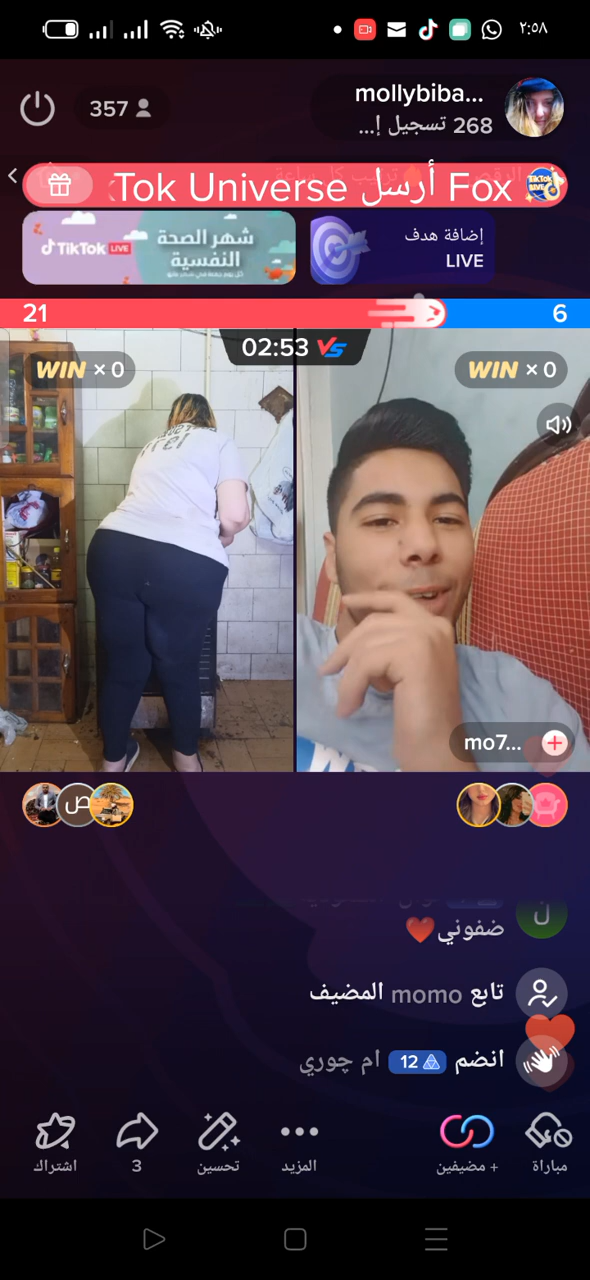 ٢:٥٨
357
mollybiba...
268 تسجيل إ...
Tok Universe أرسل Fox
TikTok LIVE
شهر الصحة
النفسية
إضافة هدف
LIVE
21
6
02:53 VS
WIN × 0
WIN × 0
mo7...
ص
ل
ضفوني❤️
تابع momo المضيف
انضم 12 ام چوري
مباراة
+ مضيفين
المزيد
تحسين
3
اشتراك